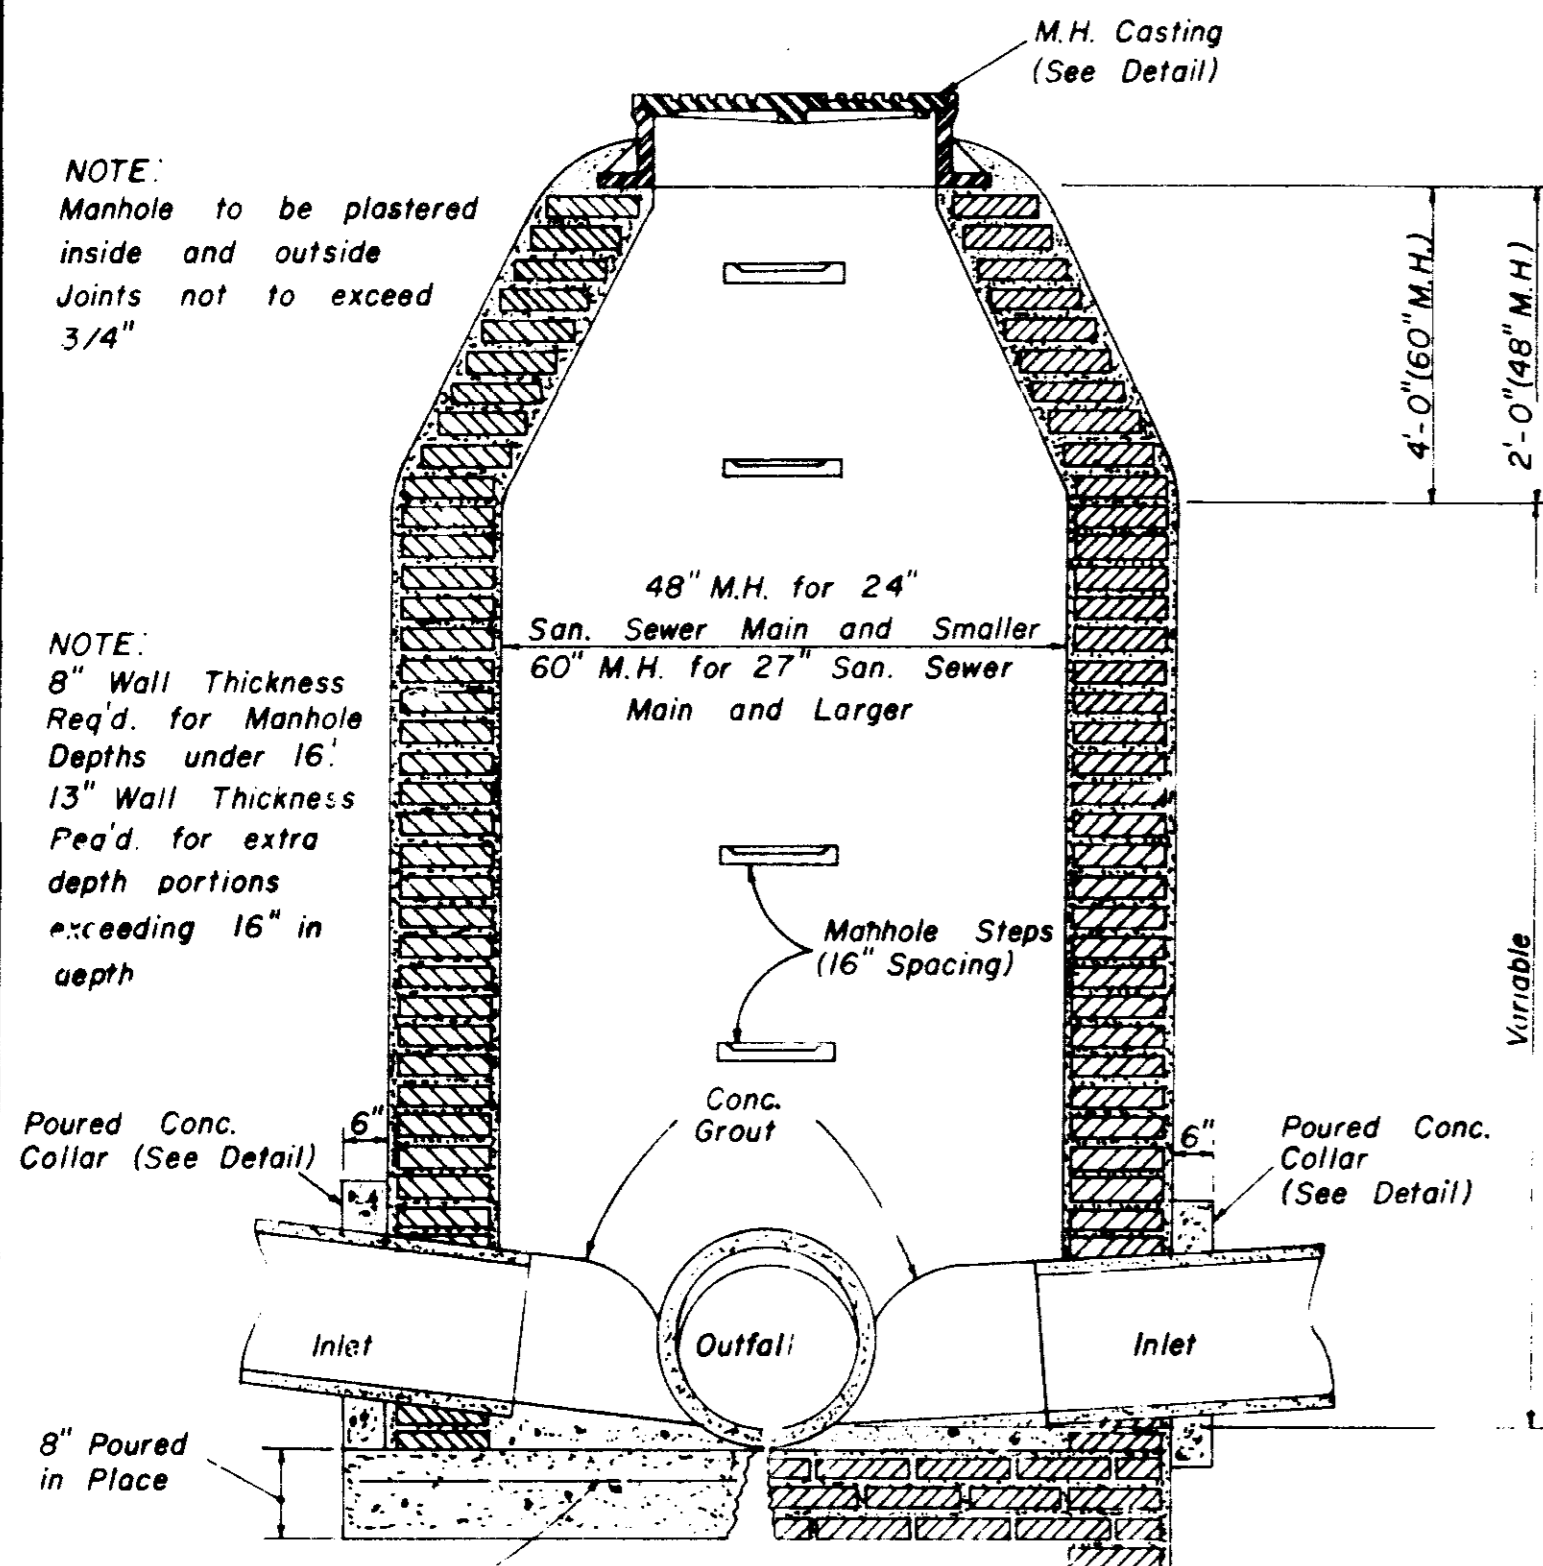 M.H. Casting
(See Detail)
NOTE:
Manhole to be plastered
inside and outside
Joints not to exceed
3/4"
4'-0"(60" M.H.)
2'-0"(48" M.H.)
48" M.H. for 24"
San. Sewer Main and Smaller
60" M.H. for 27" San. Sewer
Main and Larger
NOTE:
8" Wall Thickness
Req'd. for Manhole
Depths under 16'.
13" Wall Thickness
Req'd. for extra
depth portions
exceeding 16" in
depth
Manhole Steps
(16" Spacing)
Variable
Conc.
Grout
Poured Conc.
Collar (See Detail)
6"
6"
Poured Conc.
Collar
(See Detail)
Inlet
Outfall
Inlet
8" Poured
in Place